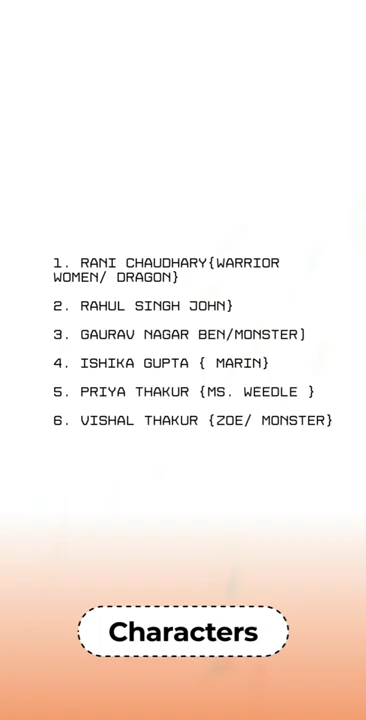 1. RANI CHAUDHARY{WARRIOR
WOMEN/ DRAGON}
2. RAHUL SINGH JOHN}
3. GAURAV NAGAR BEN/MONSTER]
4. ISHIKA GUPTA { MARIN}
5. PRIYA THAKUR {MS. WEEDLE }
6. VISHAL THAKUR {ZOE/ MONSTER}
Characters